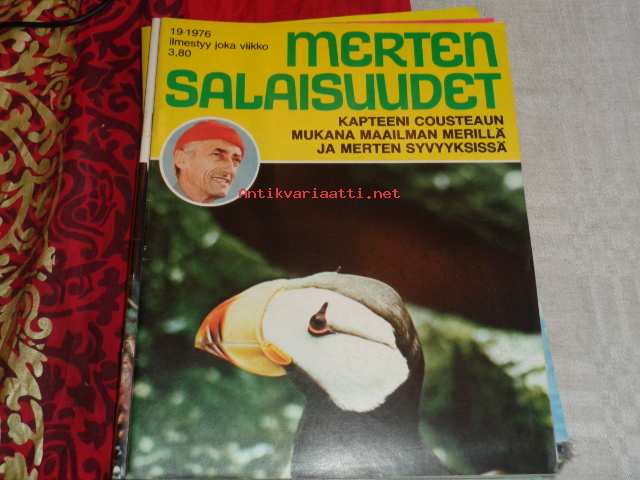 19-1976
ilmestyy joka viikko
3,80
MERTEN
SALAISUUDET
KAPTEENI COUSTEAUN
MUKANA MAAILMAN MERILLÄ
JA MERTEN SYVYYKSISSÄ
Antikvariaatti.net